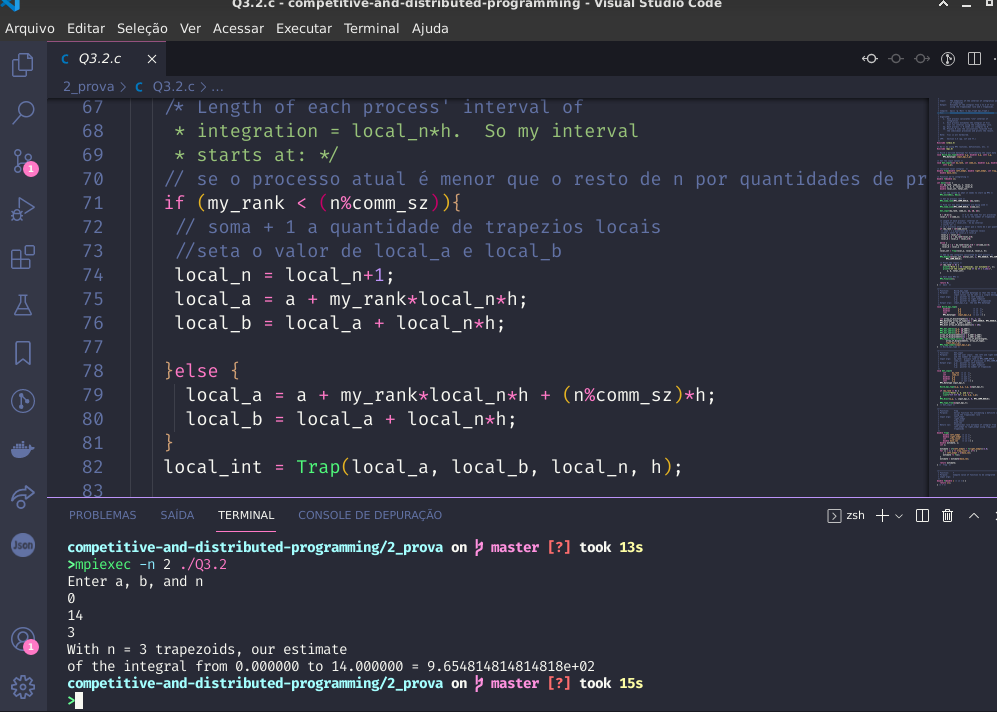 Q3.2.c - competitive-and-distributed-programming - Visual Studio Code
Arquivo Editar Seleção Ver Acessar Executar Terminal Ajuda
C Q3.2.c ×
2_prova > C Q3.2.c > ...
67 /* Length of each process' interval of
68 * integration = local_n*h.  So my interval
69 * starts at: */
70 // se o processo atual é menor que o resto de n por quantidades de pr
71 if (my_rank < (n%comm_sz)){
72 // soma + 1 a quantidade de trapezios locais
73 //seta o valor de local_a e local_b
74 local_n = local_n+1;
75 local_a = a + my_rank*local_n*h;
76 local_b = local_a + local_n*h;
77
78 }else {
79 local_a = a + my_rank*local_n*h + (n%comm_sz)*h;
80 local_b = local_a + local_n*h;
81 }
82 local_int = Trap(local_a, local_b, local_n, h);
83
PROBLEMAS SAÍDA TERMINAL CONSOLE DE DEPURAÇÃO zsh
competitive-and-distributed-programming/2_prova on master [?] took 13s
>mpiexec -n 2 ./Q3.2
Enter a, b, and n
0
14
3
With n = 3 trapezoids, our estimate
of the integral from 0.000000 to 14.000000 = 9.654814814814818e+02
competitive-and-distributed-programming/2_prova on master [?] took 15s
>
1
Json
1